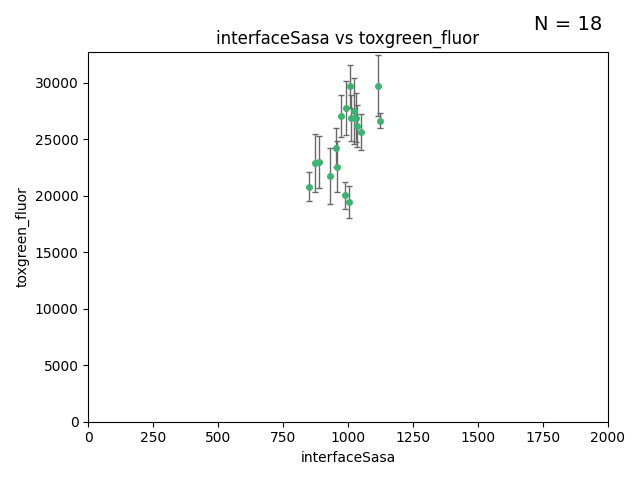 N = 18
interfaceSasa vs toxgreen_fluor
30000
25000
20000
15000
10000
5000
0
toxgreen_fluor
0 250 500 750 1000 1250 1500 1750 2000
interfaceSasa